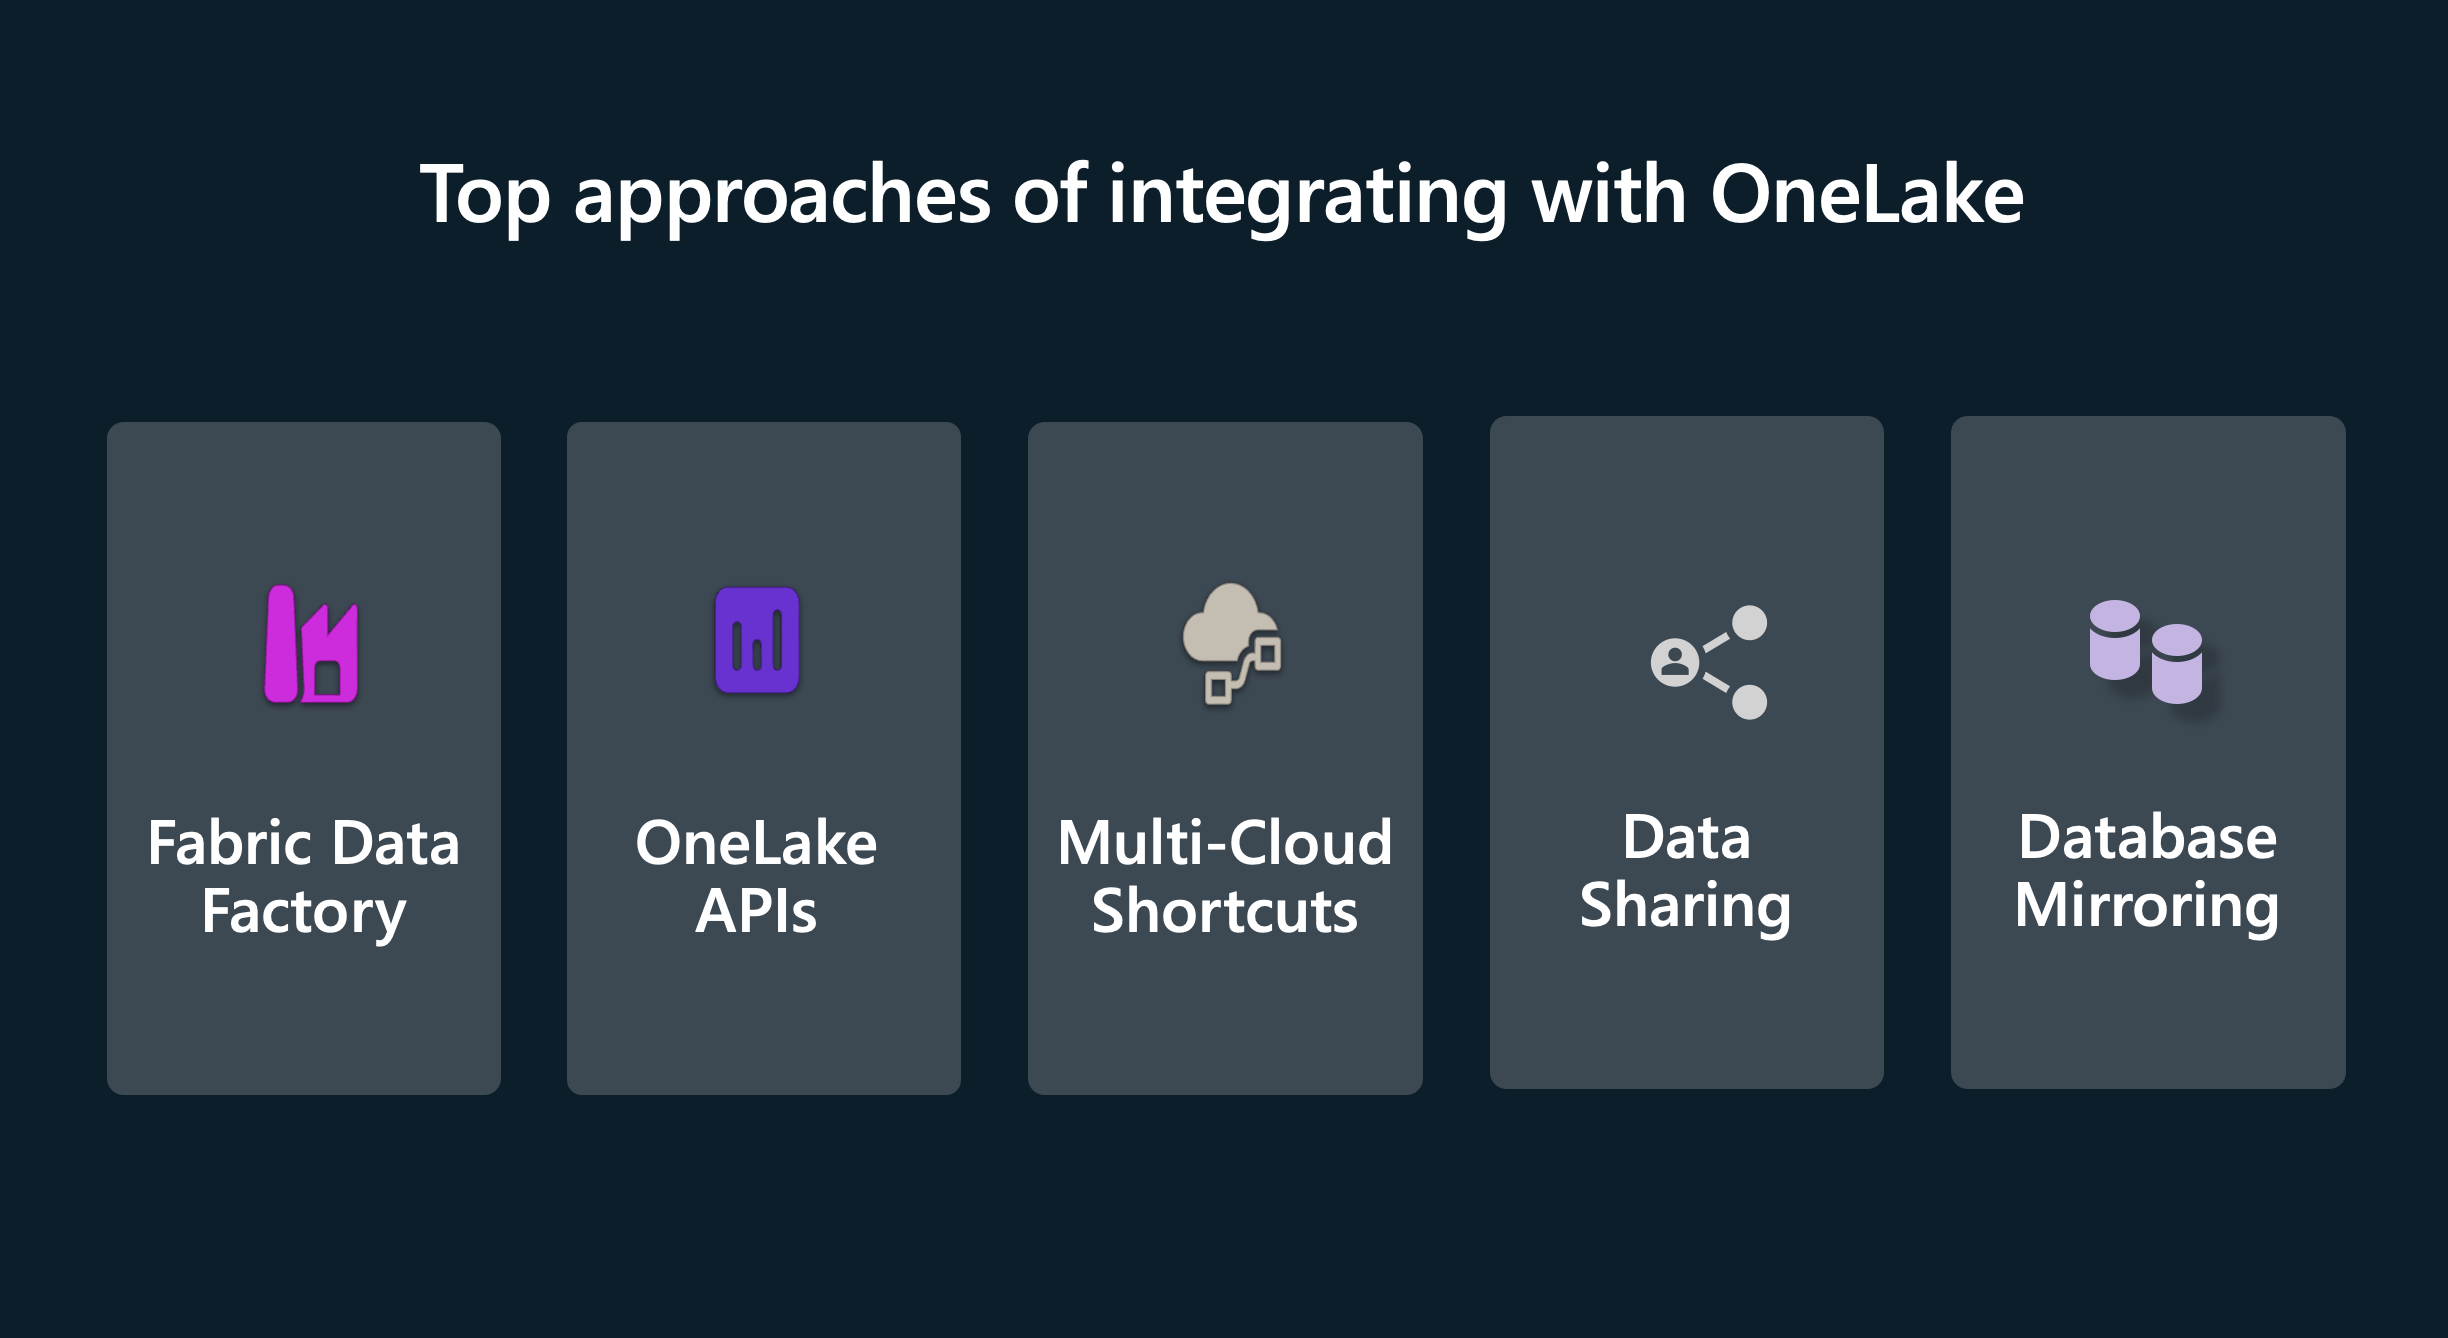 Top approaches of integrating with OneLake
Fabric Data
Factory
OneLake
APIs
Multi-Cloud
Shortcuts
Data
Sharing
Database
Mirroring